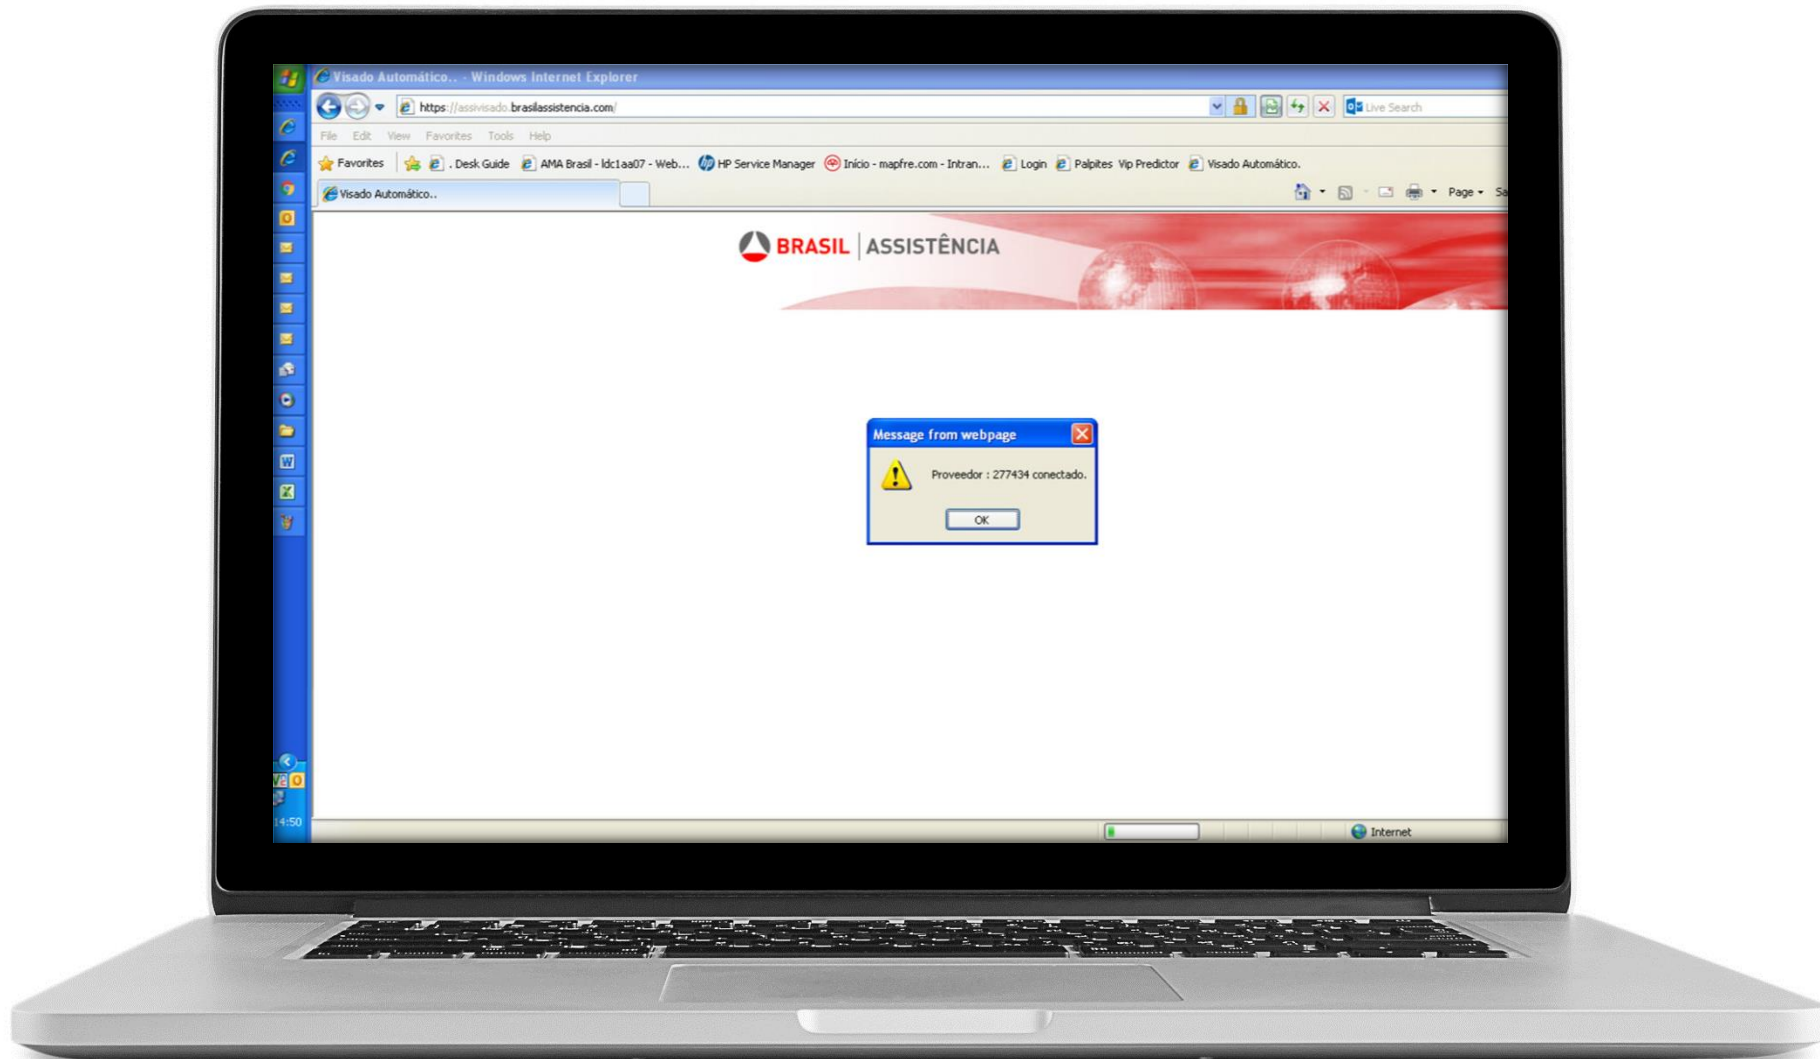 Visado Automático.. - Windows Internet Explorer
https://assivisado.brasilassistencia.com/
Live Search
File Edit View Favorites Tools Help
Favorites . Desk Guide AMA Brasil - ldc1aa07 - Web... HP Service Manager Início - mapfre.com - Intran... Login Palpites Vip Predictor Visado Automático.
Visado Automático..
Page
BRASIL | ASSISTÊNCIA
Message from webpage
Proveedor : 277434 conectado.
OK
14:50
Internet